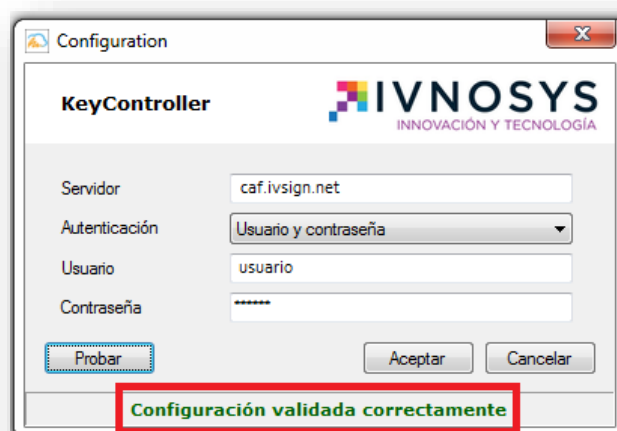 Configuration
KeyController
IVNOSYS
INNOVACIÓN Y TECNOLOGÍA
Servidor
caf.ivsign.net
Autenticación
Usuario y contraseña
Usuario
usuario
Contraseña
******
Probar
Aceptar
Cancelar
Configuración validada correctamente